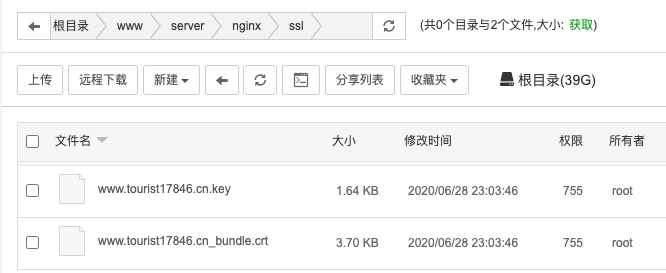 根目录 www server nginx ssl (共0个目录与2个文件,大小: 获取)
上传 远程下载 新建 分享列表 收藏夹 根目录(39G)
文件名 大小 修改时间 权限 所有者
www.tourist17846.cn.key 1.64 KB 2020/06/28 23:03:46 755 root
www.tourist17846.cn_bundle.crt 3.70 KB 2020/06/28 23:03:46 755 root